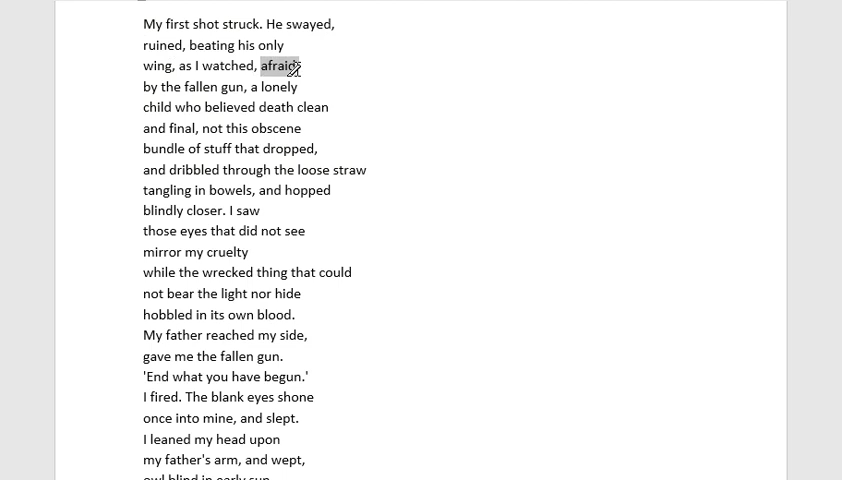 My first shot struck. He swayed,
ruined, beating his only
wing, as I watched, afraid
by the fallen gun, a lonely
child who believed death clean
and final, not this obscene
bundle of stuff that dropped,
and dribbled through the loose straw
tangling in bowels, and hopped
blindly closer. I saw
those eyes that did not see
mirror my cruelty
while the wrecked thing that could
not bear the light nor hide
hobbled in its own blood.
My father reached my side,
gave me the fallen gun.
'End what you have begun.'
I fired. The blank eyes shone
once into mine, and slept.
I leaned my head upon
my father's arm, and wept,
owl blind in early sun